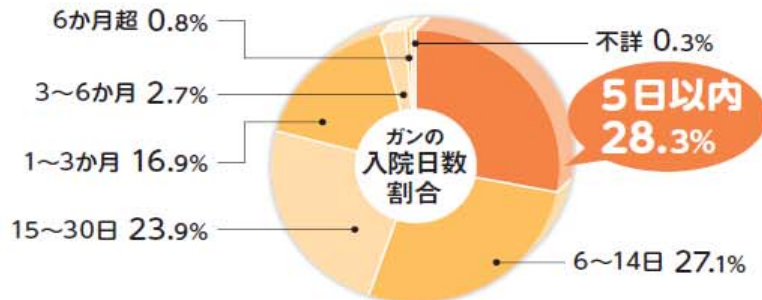 6か月超 0.8%
不詳 0.3%
3～6か月 2.7%
5日以内
28.3%
ガンの
入院日数
割合
1～3か月 16.9%
15～30日 23.9%
6～14日 27.1%